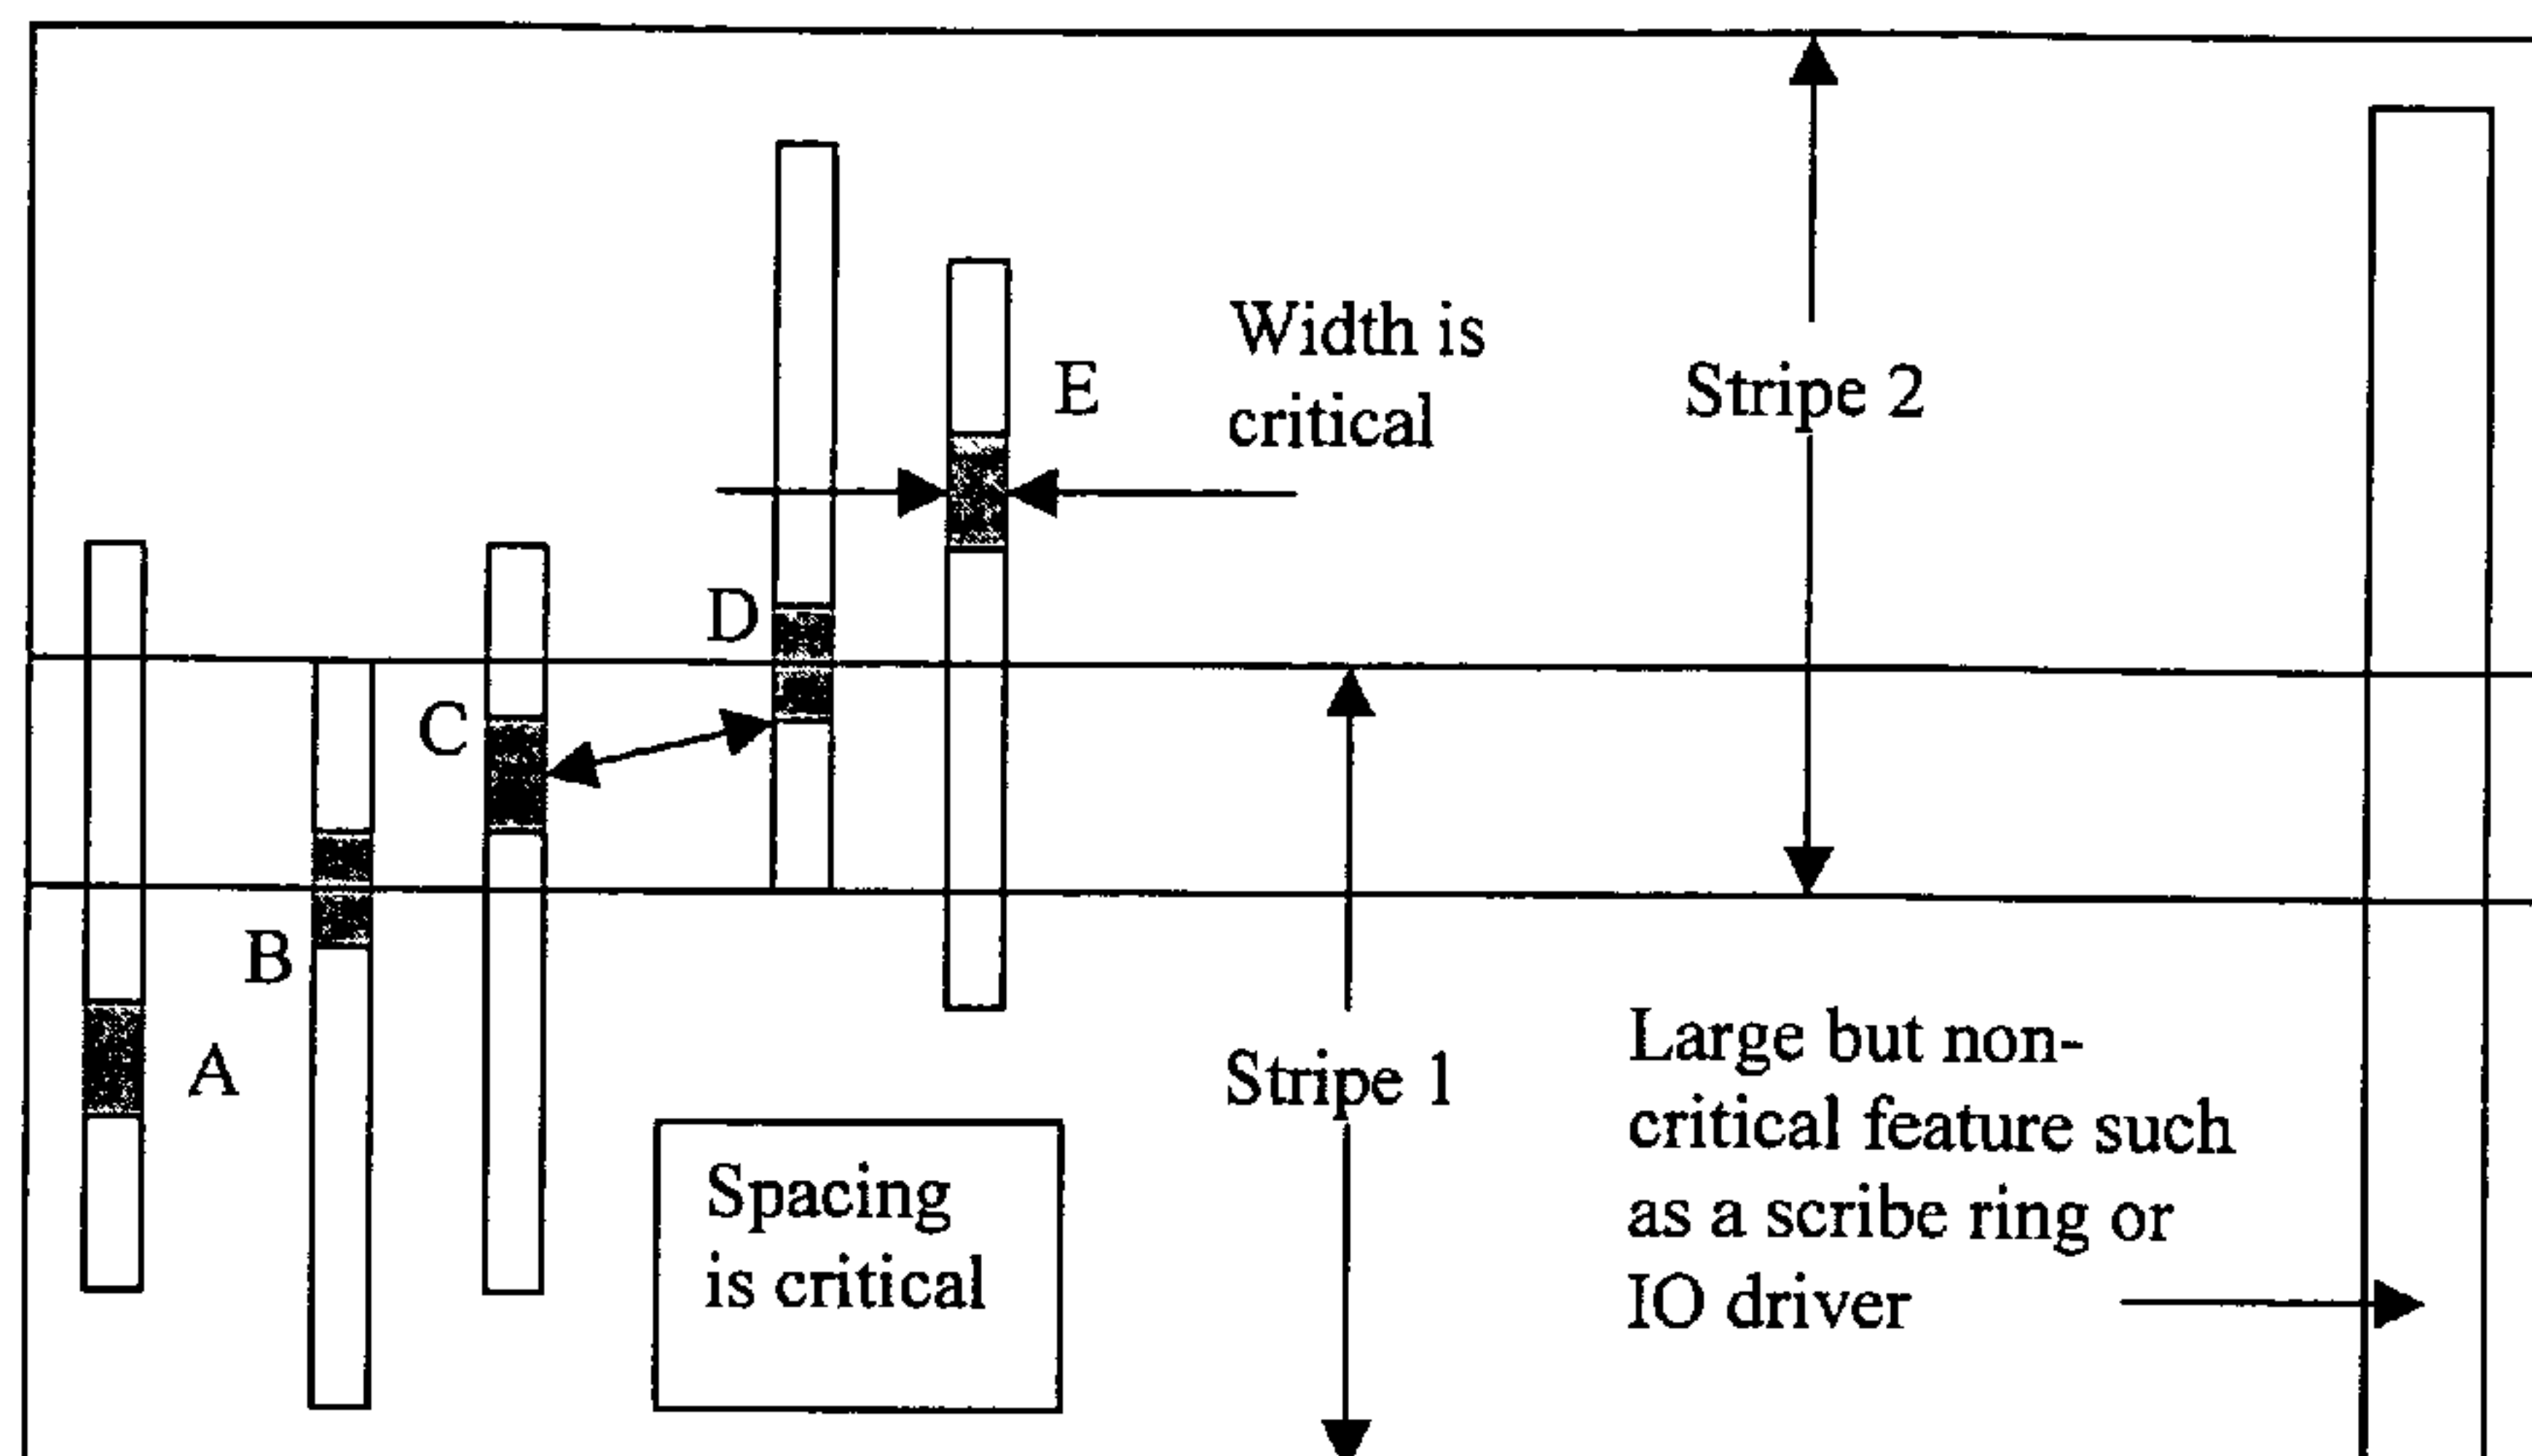 Width is
critical
E
Stripe 2
D
C
B
A
Stripe 1
Spacing
is critical
Large but non-
critical feature such
as a scribe ring or
IO driver